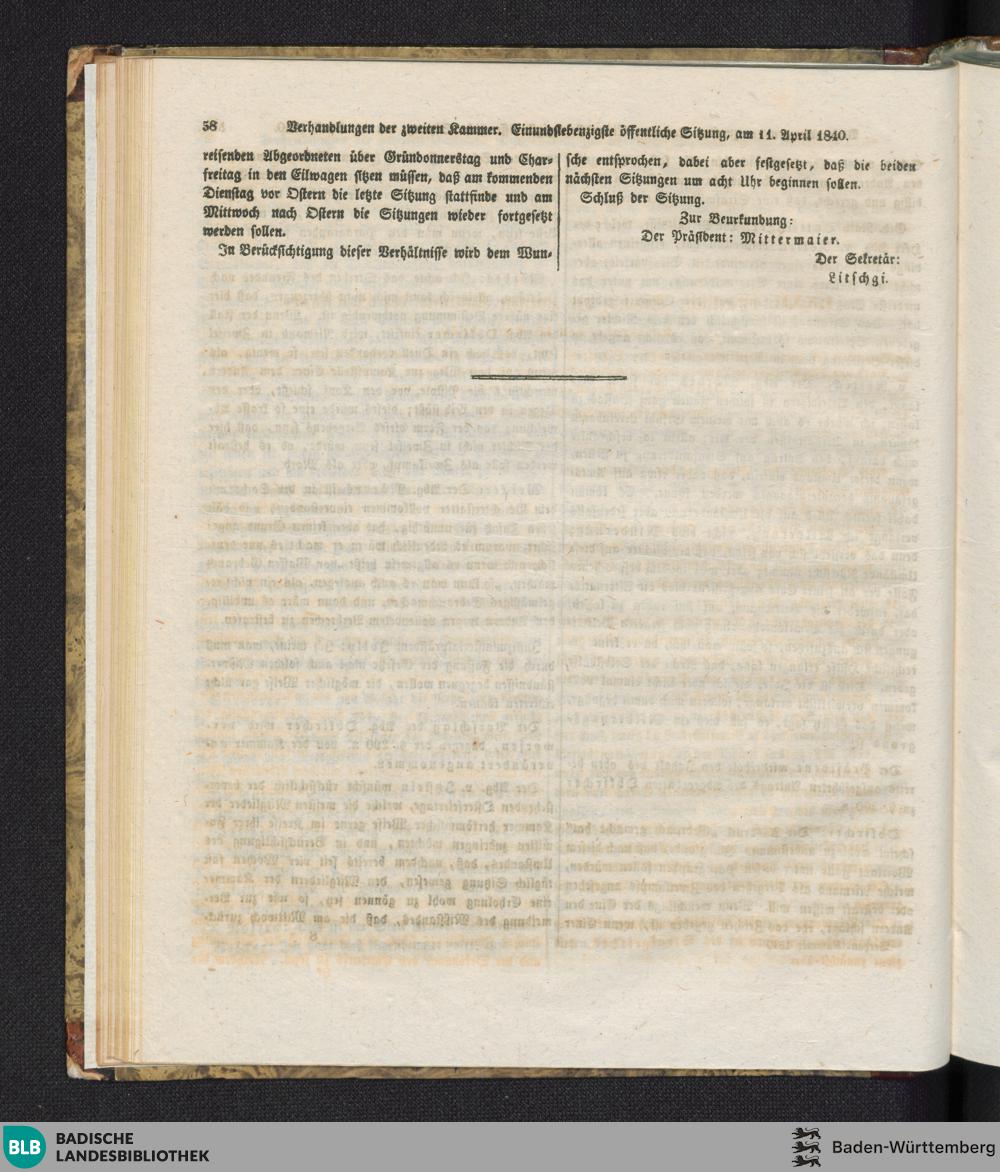 58 Verhandlungen der zweiten Kammer. Einundsiebenzigste öffentliche Sitzung, am 11. April 1840.
reisenden Abgeordneten über Gründonnerstag und Char-
freitag in den Eilwagen sitzen müssen, daß am kommenden
Dienstag vor Ostern die letzte Sitzung stattfinde und am
Mittwoch nach Ostern die Sitzungen wieder fortgesetzt
werden sollen.
In Berücksichtigung dieser Verhältnisse wird dem Wun-
sche entsprochen, dabei aber festgesetzt, daß die beiden
nächsten Sitzungen um acht Uhr beginnen sollen.
Schluß der Sitzung.
Zur Beurkundung:
Der Präsident: Mittermaier.
Der Sekretär:
Litschgi.
BLB BADISCHE
LANDESBIBLIOTHEK
Baden-Württemberg